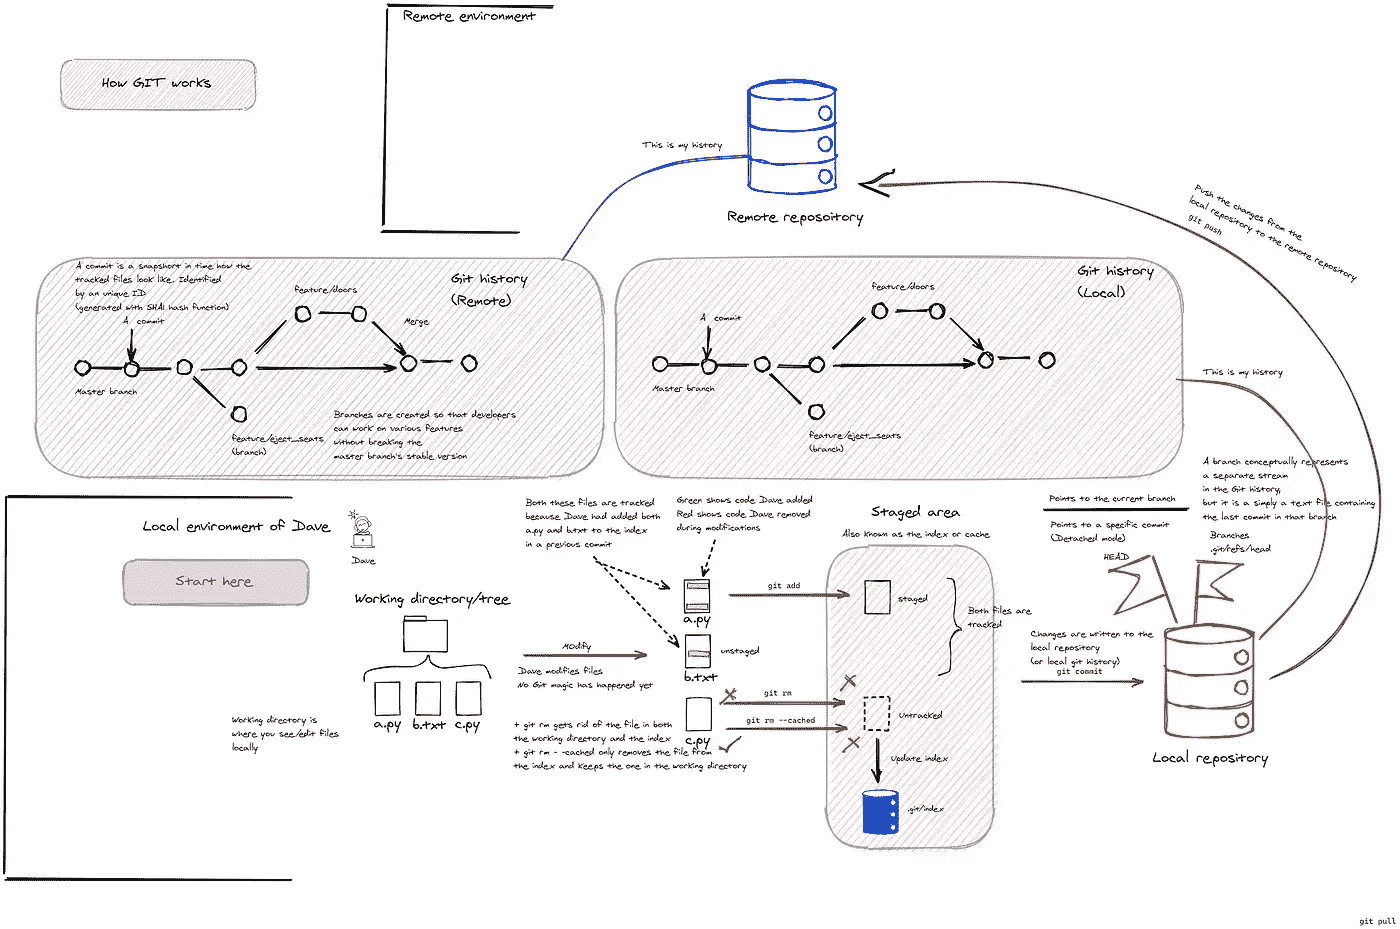 Remote environment
How GIT works
This is my history
Remote reposoitory
Push the changes from the
local repository to the remote repository
git push
A commit is a snapshort in time how the
tracked files look like. Identified
by an unique ID
(generated with SHA1 hash function)
A commit
Git history
(Remote)
feature/doors
Merge
Master branch
feature/eject_seats
(branch)
Branches are created so that developers
can work on various features
without breaking the
master branch's stable version
Git history
(Local)
feature/doors
A commit
Master branch
feature/eject_seats
(branch)
This is my history
A branch conceptually represents
a separate stream
in the Git history,
but it is a simply a text file containing
the last commit in that branch
Branches
.git/refs/head
Points to the current branch
Points to a specific commit
(Detached mode)
HEAD
Local environment of Dave
Dave
Start here
Working directory/tree
a.py
b.txt
c.py
Working directory is
where you see/edit files
locally
Both these files are tracked
because Dave had added both
a.py and b.txt to the index
in a previous commit
Green shows code Dave added
Red shows code Dave removed
during modifications
Modify
Dave modifies files
No Git magic has happened yet
a.py
unstaged
b.txt
c.py
+ git rm gets rid of the file in both
the working directory and the index
+ git rm - -cached only removes the file from
the index and keeps the one in the working directory
git add
git rm
git rm --cached
Staged area
Also known as the index or cache
staged
Both files are
tracked
Untracked
Update index
.git/index
Changes are written to the
local repository
(or local git history)
git commit
Local repository
git pull